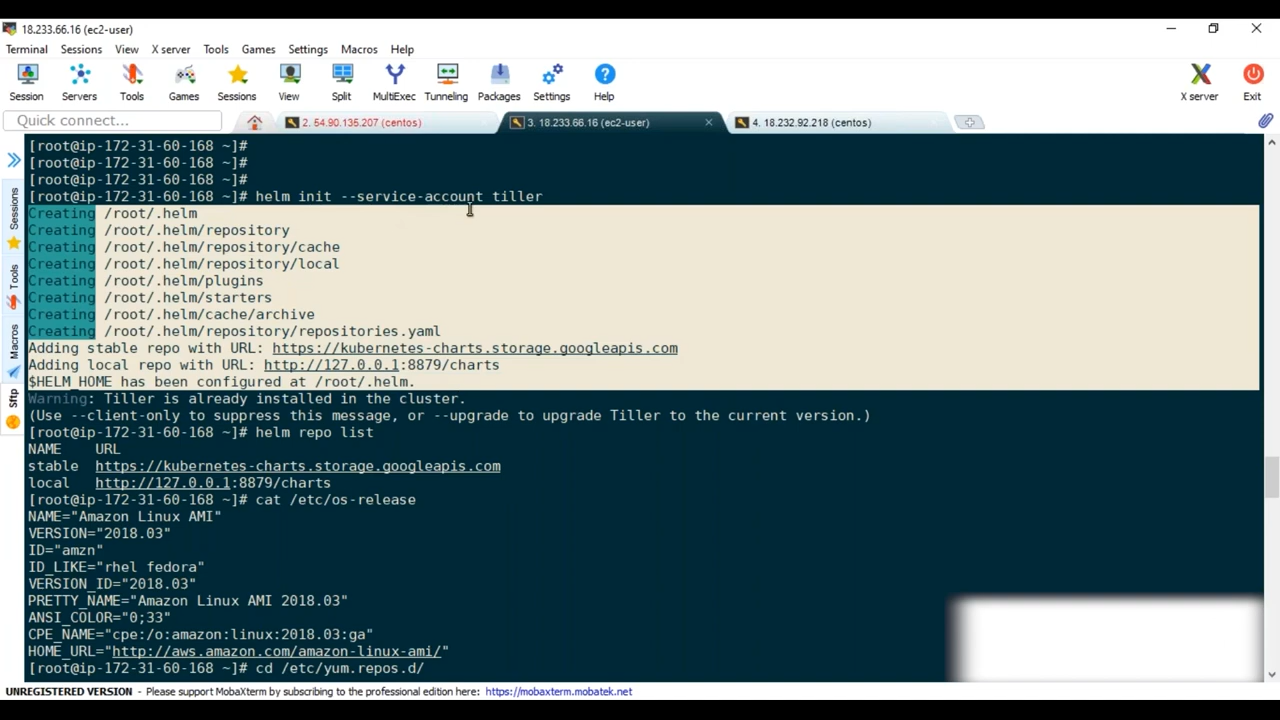 18.233.66.16 (ec2-user)
Terminal Sessions View X server Tools Games Settings Macros Help
Session Servers Tools Games Sessions View Split MultiExec Tunneling Packages Settings Help X server Exit
Quick connect... 2. 54.90.135.207 (centos) 3. 18.233.66.16 (ec2-user) 4. 18.232.92.218 (centos)
Sessions
Tools
Macros
Sftp
[root@ip-172-31-60-168 ~]#
[root@ip-172-31-60-168 ~]#
[root@ip-172-31-60-168 ~]#
[root@ip-172-31-60-168 ~]# helm init --service-account tiller
Creating /root/.helm
Creating /root/.helm/repository
Creating /root/.helm/repository/cache
Creating /root/.helm/repository/local
Creating /root/.helm/plugins
Creating /root/.helm/starters
Creating /root/.helm/cache/archive
Creating /root/.helm/repository/repositories.yaml
Adding stable repo with URL: https://kubernetes-charts.storage.googleapis.com
Adding local repo with URL: http://127.0.0.1:8879/charts
$HELM_HOME has been configured at /root/.helm.
Warning: Tiller is already installed in the cluster.
(Use --client-only to suppress this message, or --upgrade to upgrade Tiller to the current version.)
[root@ip-172-31-60-168 ~]# helm repo list
NAME URL
stable https://kubernetes-charts.storage.googleapis.com
local http://127.0.0.1:8879/charts
[root@ip-172-31-60-168 ~]# cat /etc/os-release
NAME="Amazon Linux AMI"
VERSION="2018.03"
ID="amzn"
ID_LIKE="rhel fedora"
VERSION_ID="2018.03"
PRETTY_NAME="Amazon Linux AMI 2018.03"
ANSI_COLOR="0;33"
CPE_NAME="cpe:/o:amazon:linux:2018.03:ga"
HOME_URL="http://aws.amazon.com/amazon-linux-ami/"
[root@ip-172-31-60-168 ~]# cd /etc/yum.repos.d/
UNREGISTERED VERSION - Please support MobaXterm by subscribing to the professional edition here: https://mobaxterm.mobatek.net